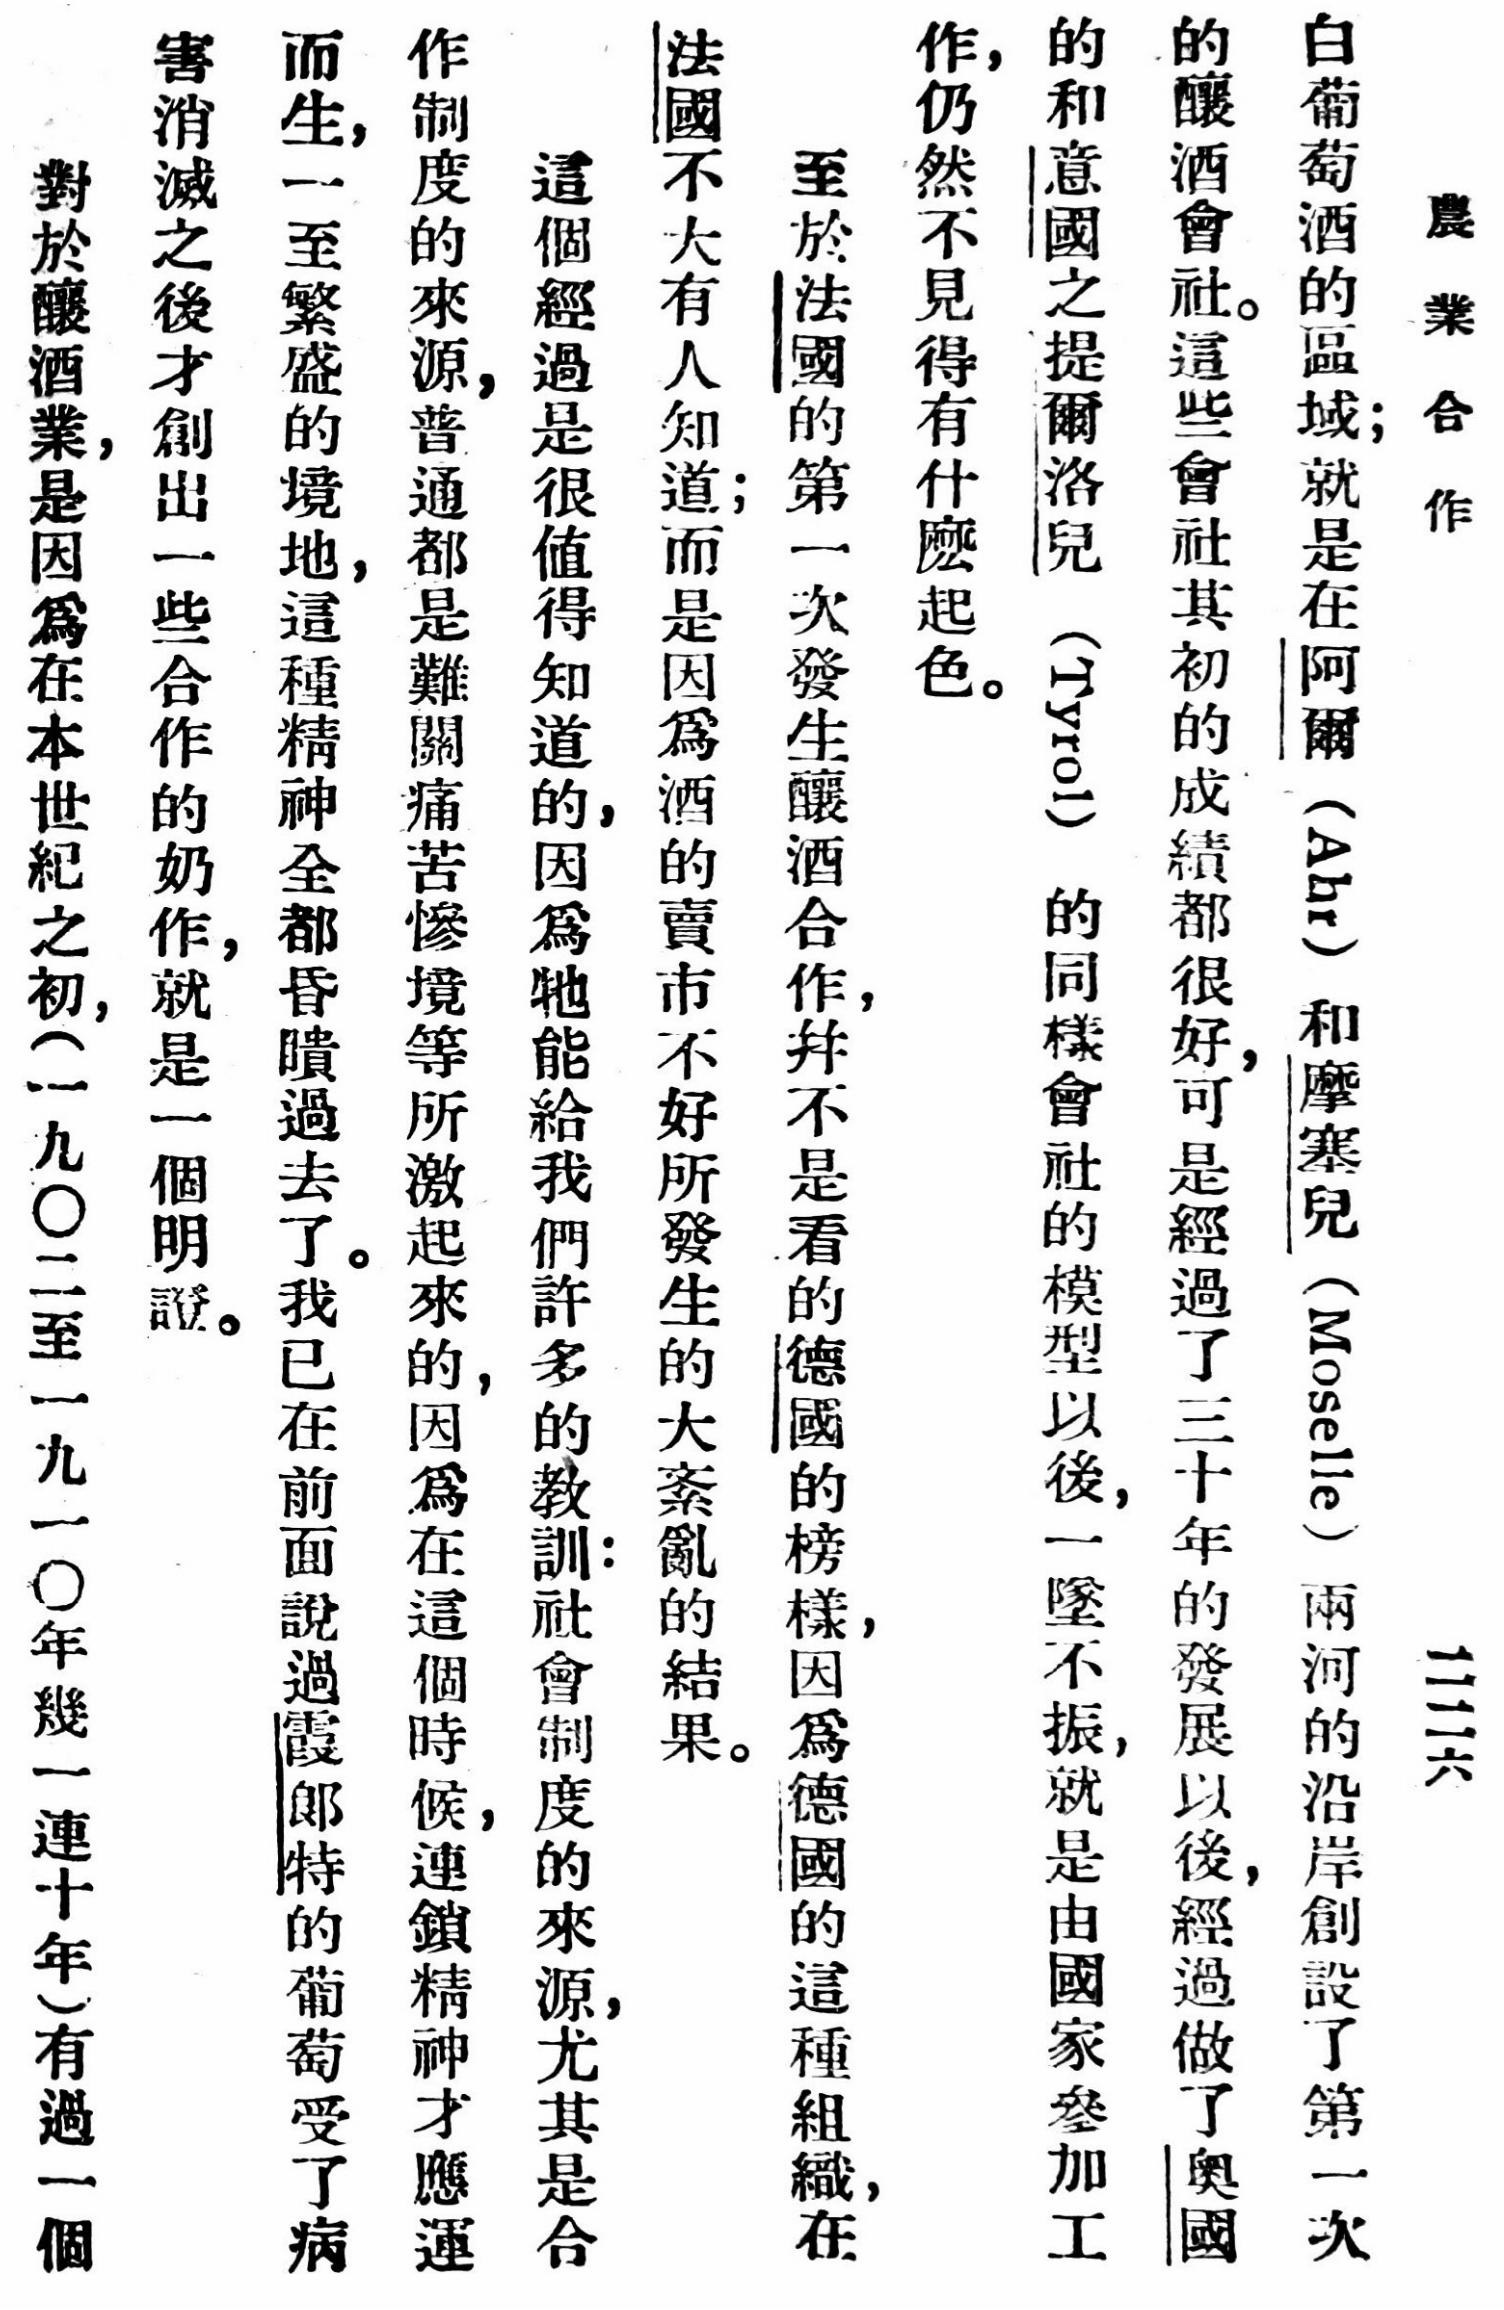 農業合作
二二六
白葡萄酒的區域；就是在阿爾（Ahr）和摩塞兒（Moselle）兩河的沿岸創設了第一次
的釀酒會社。這些會社其初的成績都很好，可是經過了三十年的發展以後，經過做了奧國
的和意國之提爾洛兒（Tyrol）的同樣會社的模型以後，一墜不振，就是由國家參加工
作，仍然不見得有什麽起色。
至於法國的第一次發生釀酒合作，幷不是看的德國的榜樣，因爲德國的這種組織，在
法國不大有人知道；而是因爲酒的賣市不好所發生的大紊亂的結果。
這個經過是很值得知道的，因爲牠能給我們許多的敎訓：社會制度的來源，尤其是合
作制度的來源，普通都是難關痛苦慘境等所激起來的，因爲在這個時候，連鎖精神才應運
而生，一至繁盛的境地，這種精神全都昏瞶過去了。我已在前面說過霞郎特的葡萄受了病
害消滅之後才創出一些合作的奶作，就是一個明證。
對於釀酒業，是因爲在本世紀之初，（一九〇二至一九一〇年幾一連十年）有過一個